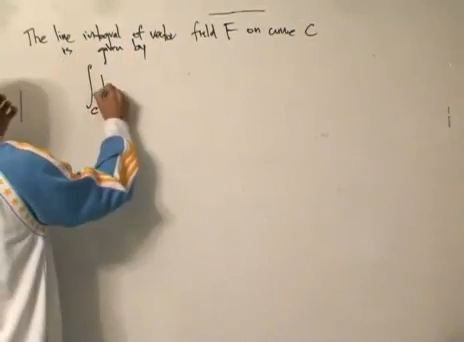 The line integral of vector field F on curve C
is given by
∫
C